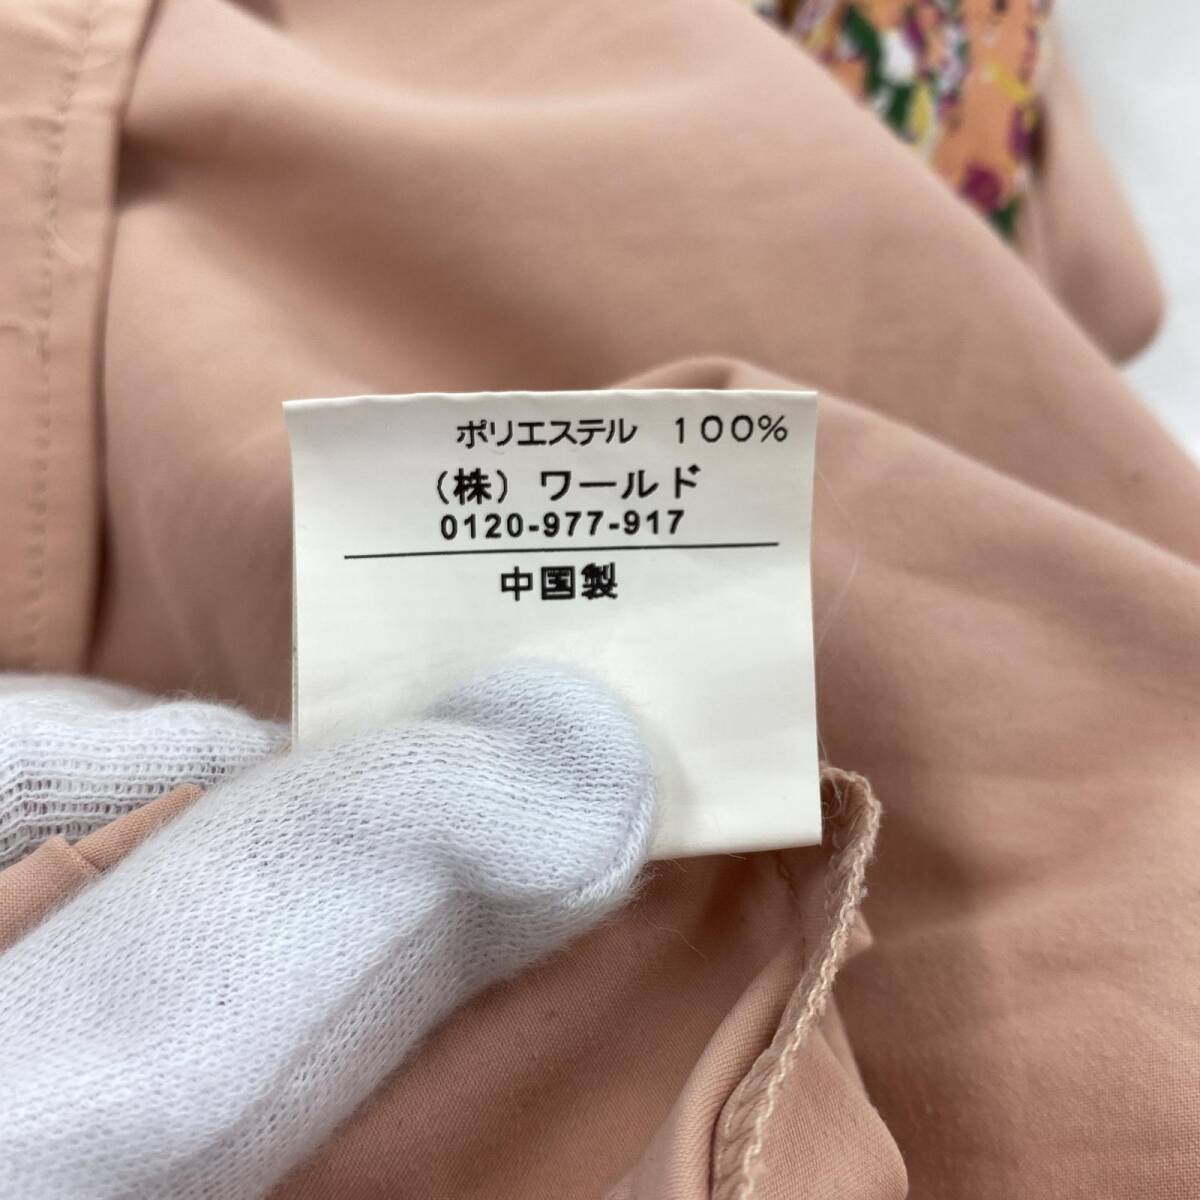 ポリエステル 100%
(株) ワールド
0120-977-917
中国製